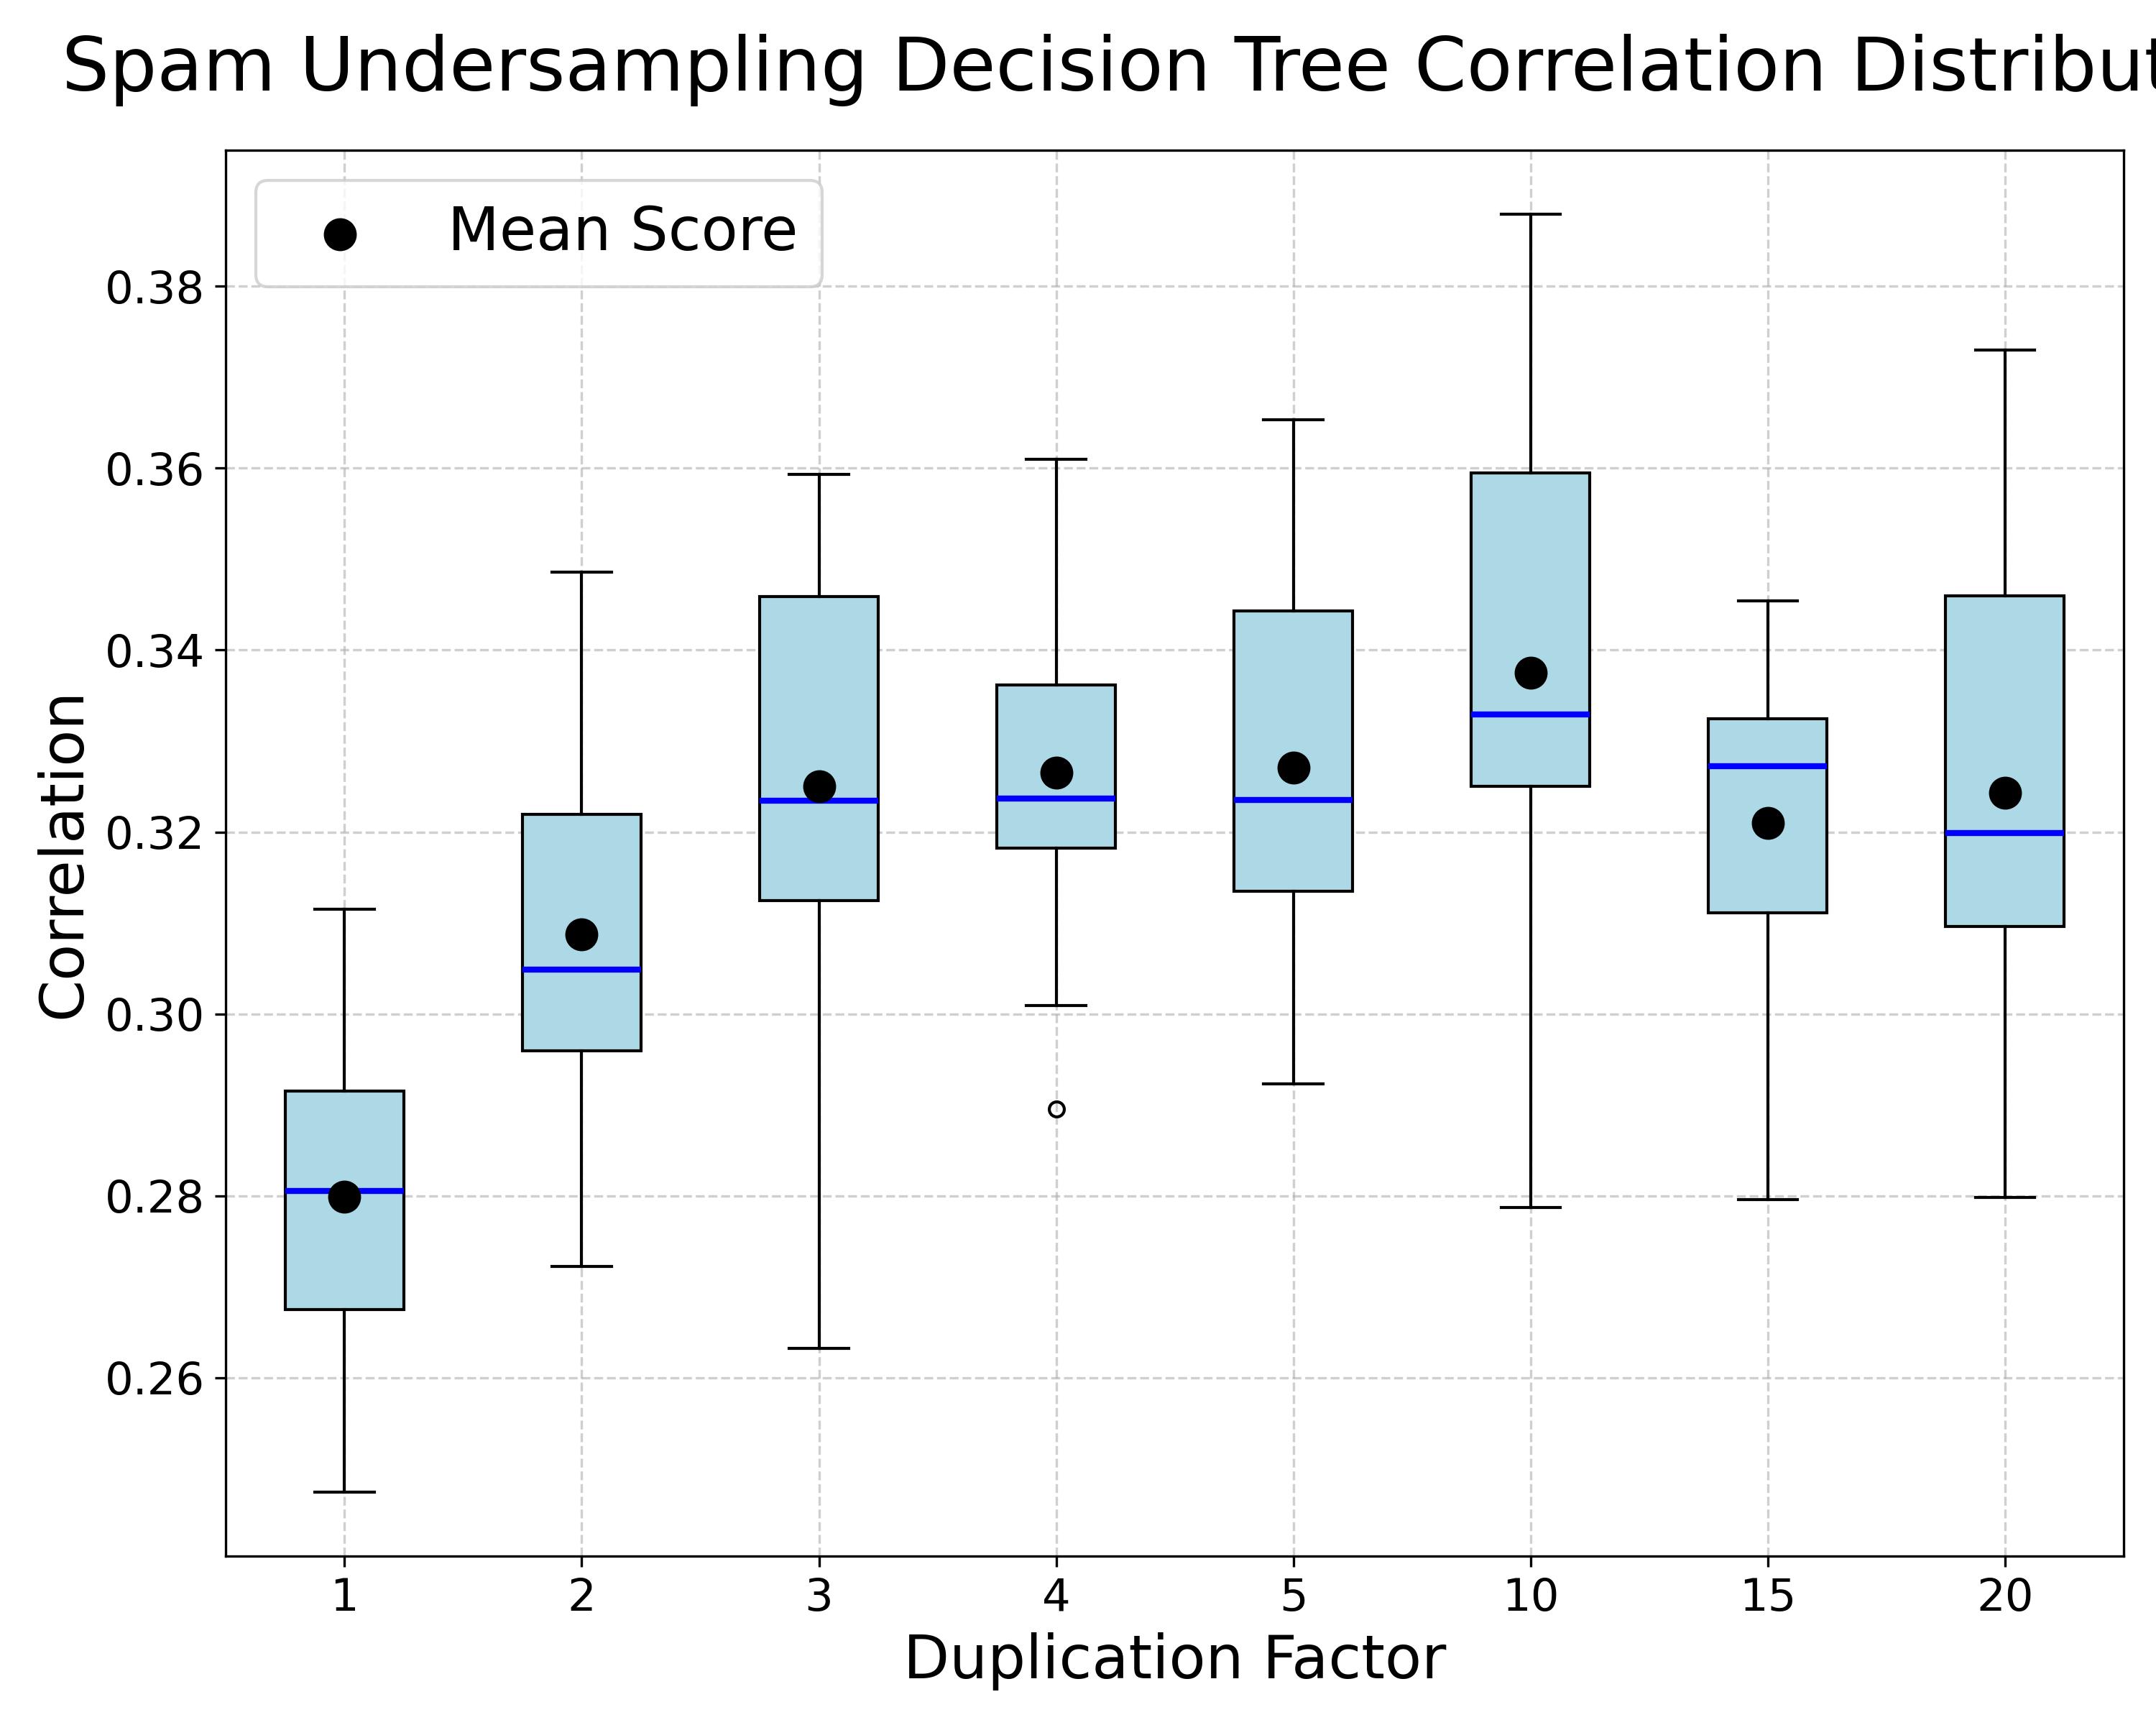 Spam Undersampling Decision Tree Correlation
Mean Score
0.38
0.36
0.34
0.32
0.30
0.28
0.26
Correlation
1 2 3 4 5 10 15 20
Duplication Factor